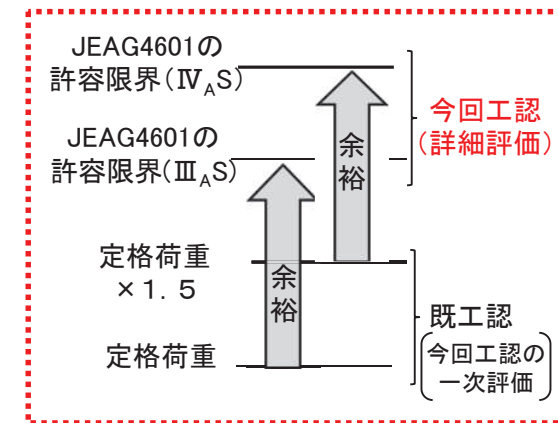 JEAG4601の
許容限界(ⅣAS)
JEAG4601の
許容限界(ⅢAS)
今回工認
(詳細評価)
余裕
定格荷重
×1.5
余裕
定格荷重
既工認
今回工認の
一次評価